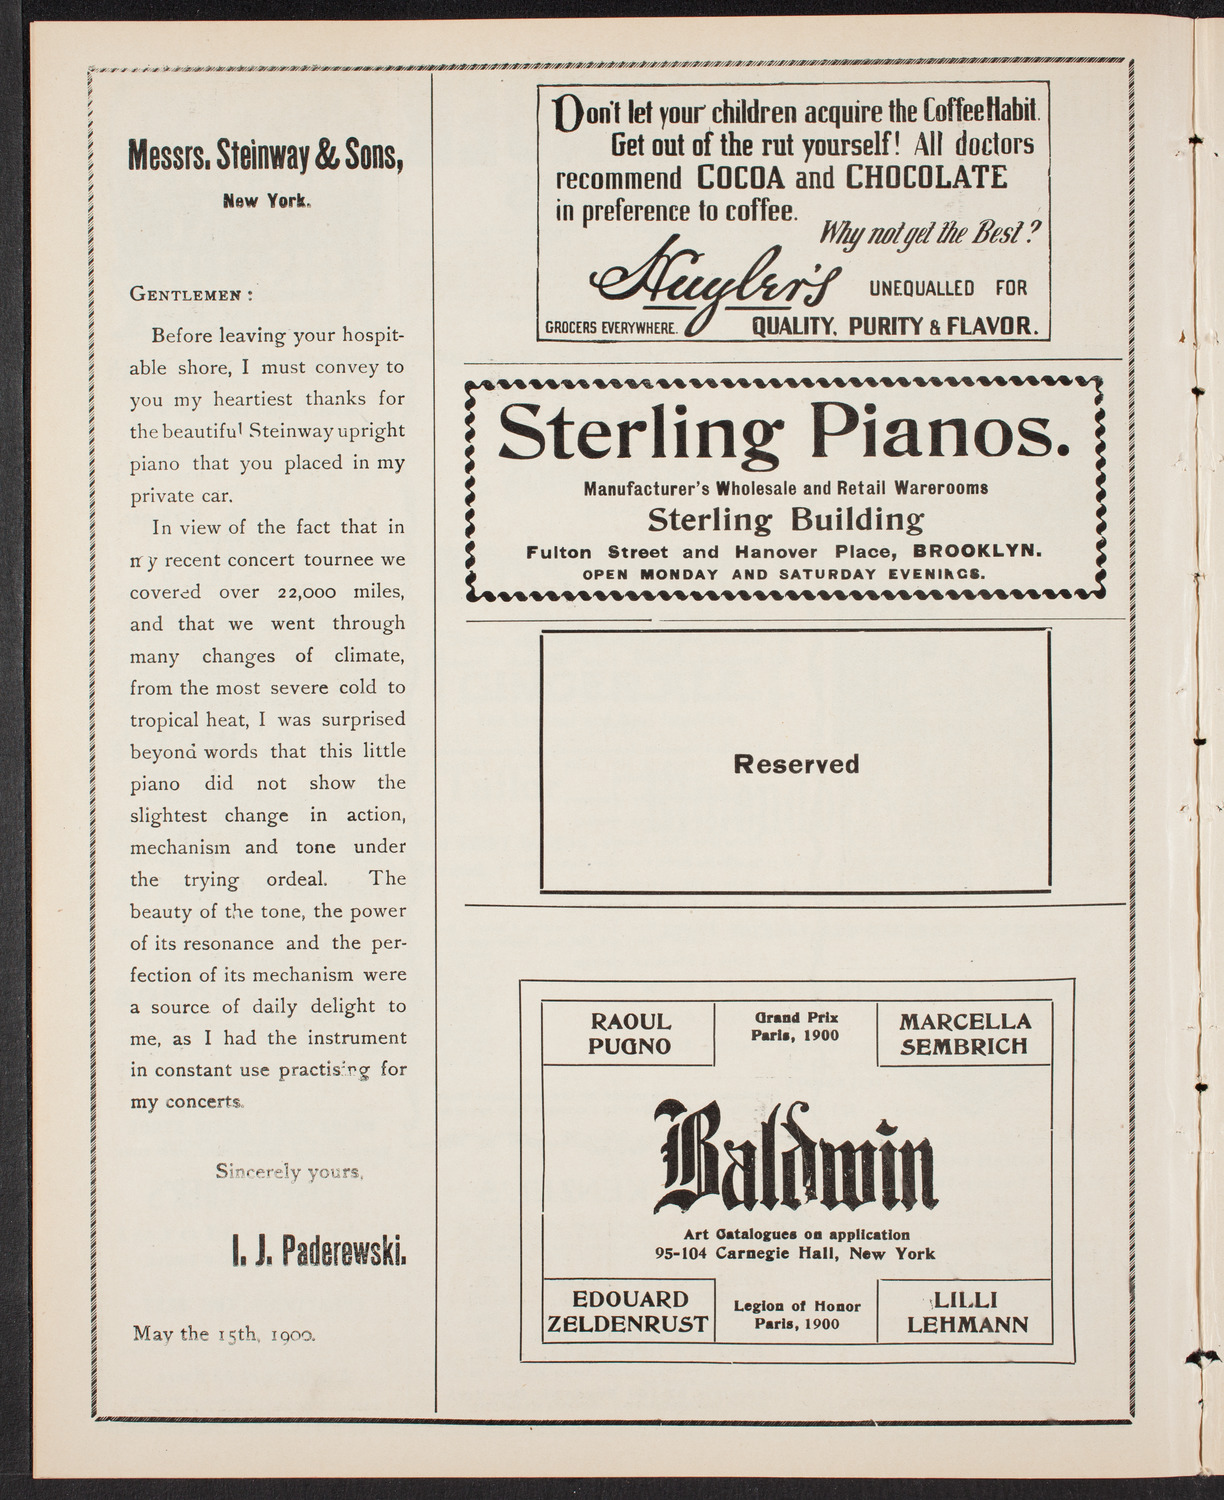 Messrs. Steinway & Sons,
New York.
GENTLEMEN:
Before leaving your hospit-
able shore, I must convey to
you my heartiest thanks for
the beautiful Steinway upright
piano that you placed in my
private car.
In view of the fact that in
my recent concert tournee we
covered over 22,000 miles,
and that we went through
many changes of climate,
from the most severe cold to
tropical heat, I was surprised
beyond words that this little
piano did not show the
slightest change in action,
mechanism and tone under
the trying ordeal. The
beauty of the tone, the power
of its resonance and the per-
fection of its mechanism were
a source of daily delight to
me, as I had the instrument
in constant use practising for
my concerts.
Sincerely yours,
I. J. Paderewski.
May the 15th, 1900.
Don't let your children acquire the Coffee Habit.
Get out of the rut yourself! All doctors
recommend COCOA and CHOCOLATE
in preference to coffee.
Why not get the Best?
Huyler's UNEQUALLED FOR
GROCERS EVERYWHERE. QUALITY, PURITY & FLAVOR.
Sterling Pianos.
Manufacturer's Wholesale and Retail Warerooms
Sterling Building
Fulton Street and Hanover Place, BROOKLYN.
OPEN MONDAY AND SATURDAY EVENINGS.
Reserved
RAOUL
PUGNO
Grand Prix
Paris, 1900
MARCELLA
SEMBRICH
Baldwin
Art Catalogues on application
95-104 Carnegie Hall, New York
EDOUARD
ZELDENRUST
Legion of Honor
Paris, 1900
LILLI
LEHMANN